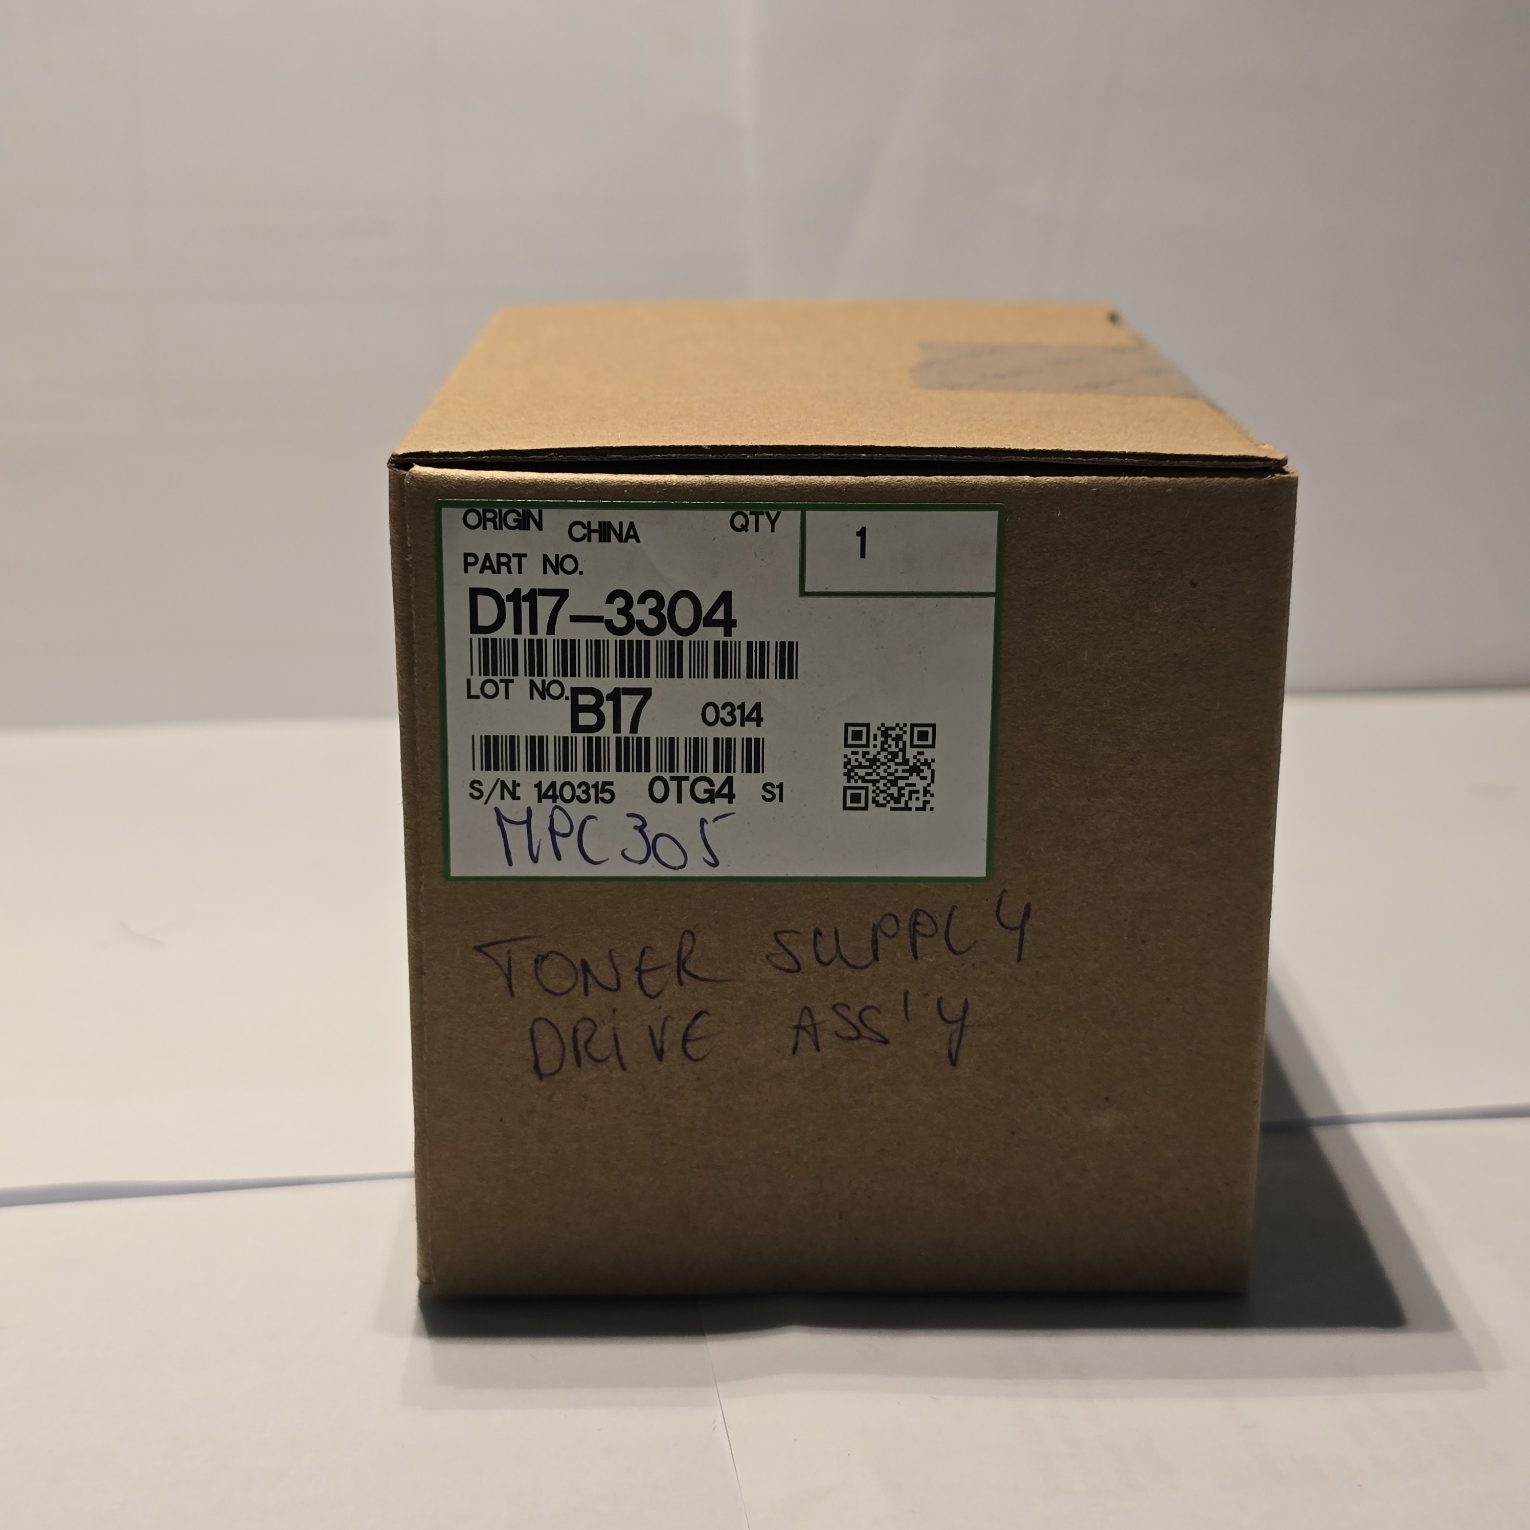 ORIGIN CHINA QTY 1
PART NO.
D117-3304
LOT NO. B17 0314
S/N: 140315 0TG4 S1
MPC305
TONER SUPPLY
DRIVE ASS'Y